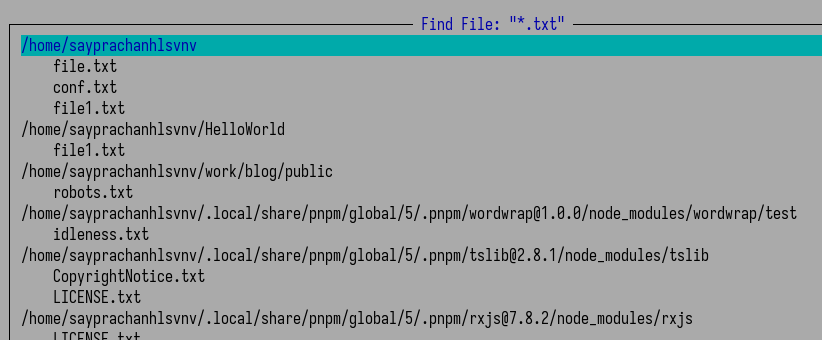 Find File: "*.txt"
/home/sayprachanhlsvnv
file.txt
conf.txt
file1.txt
/home/sayprachanhlsvnv/HelloWorld
file1.txt
/home/sayprachanhlsvnv/work/blog/public
robots.txt
/home/sayprachanhlsvnv/.local/share/pnpm/global/5/.pnpm/wordwrap@1.0.0/node_modules/wordwrap/test
idleness.txt
/home/sayprachanhlsvnv/.local/share/pnpm/global/5/.pnpm/tslib@2.8.1/node_modules/tslib
CopyrightNotice.txt
LICENSE.txt
/home/sayprachanhlsvnv/.local/share/pnpm/global/5/.pnpm/rxjs@7.8.2/node_modules/rxjs
LICENSE.txt